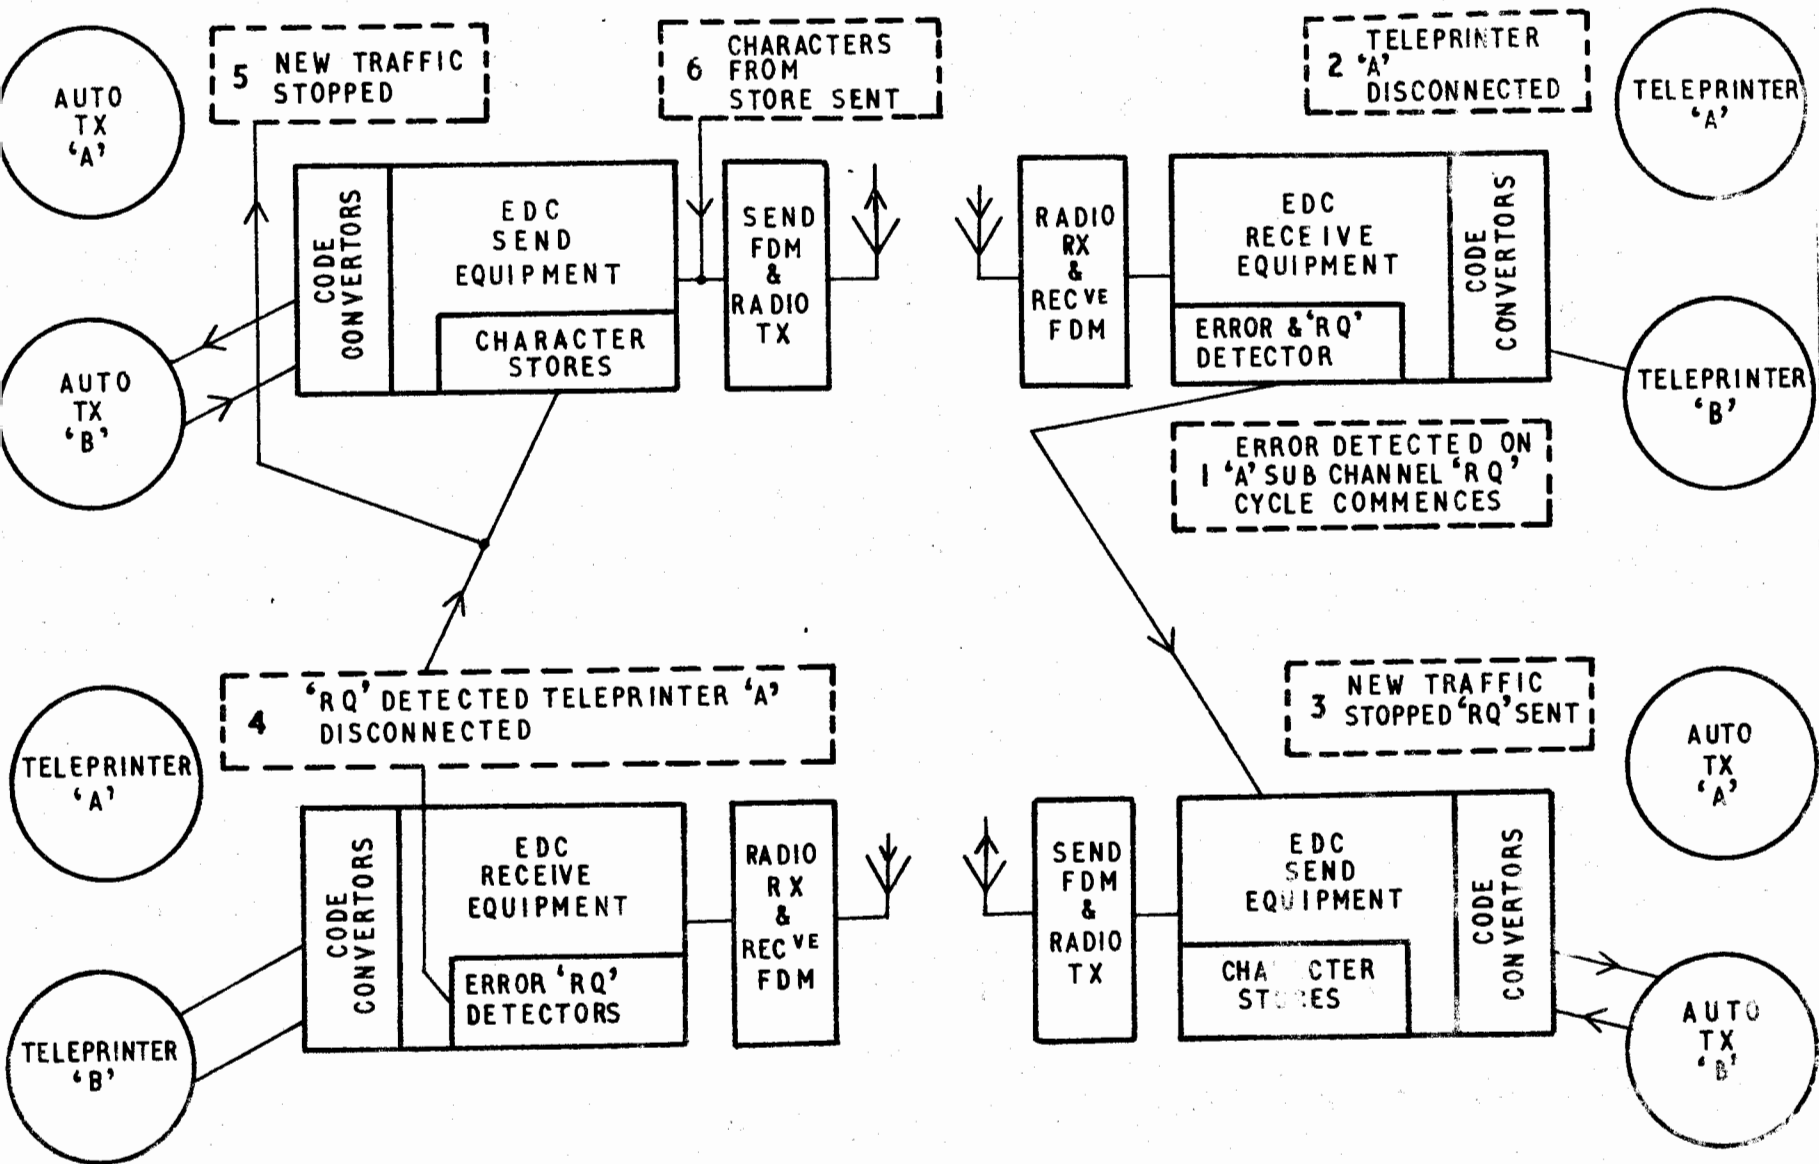 AUTO
TX
‘A’
5 NEW TRAFFIC
STOPPED
6 CHARACTERS
FROM
STORE SENT
TELEPRINTER
2 ‘A’
DISCONNECTED
TELEPRINTER
‘A’
CODE
CONVERTORS
EDC
SEND
EQUIPMENT
CHARACTER
STORES
SEND
FDM
&
RADIO
TX
RADIO
RX
&
RECVE
FDM
EDC
RECEIVE
EQUIPMENT
ERROR & ‘RQ’
DETECTOR
CODE
CONVERTORS
AUTO
TX
‘B’
TELEPRINTER
‘B’
ERROR DETECTED ON
1 ‘A’ SUB CHANNEL ‘RQ’
CYCLE COMMENCES
4 ‘RQ’ DETECTED TELEPRINTER ‘A’
DISCONNECTED
3 NEW TRAFFIC
STOPPED ‘RQ’ SENT
TELEPRINTER
‘A’
AUTO
TX
‘A’
CODE
CONVERTORS
EDC
RECEIVE
EQUIPMENT
ERROR ‘RQ’
DETECTORS
RADIO
RX
&
RECVE
FDM
SEND
FDM
&
RADIO
TX
EDC
SEND
EQUIPMENT
CHARACTER
STORES
CODE
CONVERTORS
TELEPRINTER
‘B’
AUTO
TX
‘B’